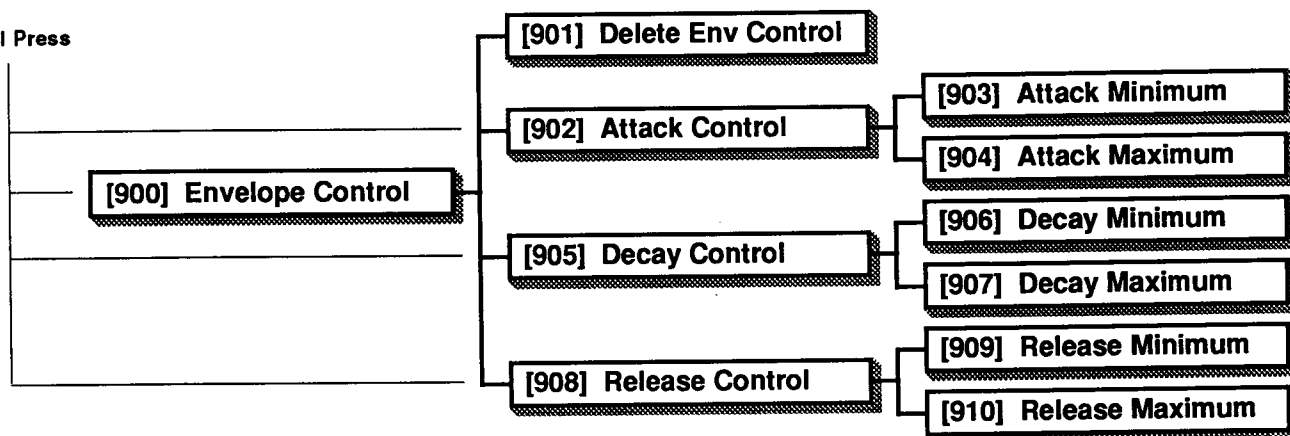 l Press
[901] Delete Env Control
[903] Attack Minimum
[902] Attack Control
[904] Attack Maximum
[900] Envelope Control
[906] Decay Minimum
[905] Decay Control
[907] Decay Maximum
[909] Release Minimum
[908] Release Control
[910] Release Maximum